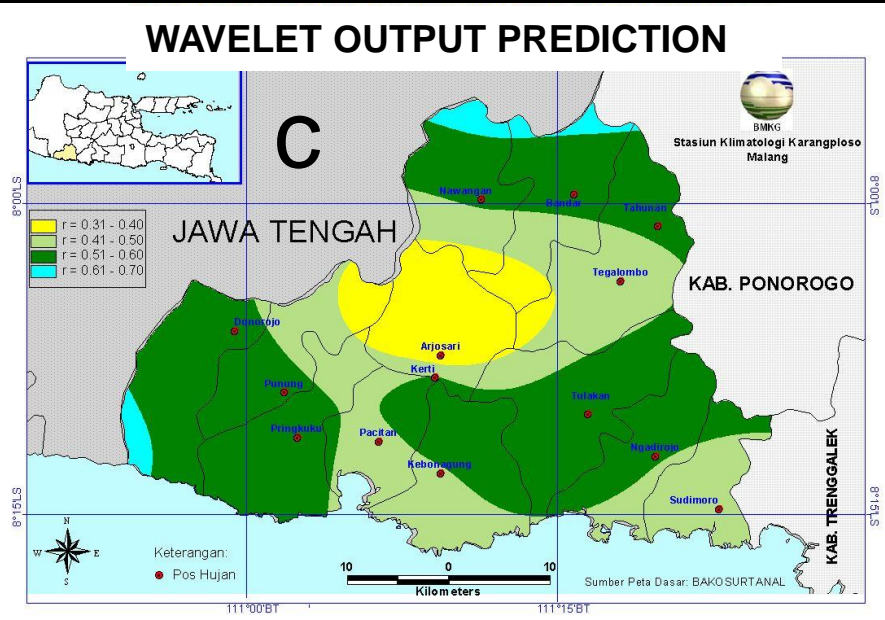 WAVELET OUTPUT PREDICTION
C
BMKG
Stasiun Klimatologi Karangploso
Malang
8°00'LS
8°00'LS
r = 0.31 - 0.40
r = 0.41 - 0.50
r = 0.51 - 0.60
r = 0.61 - 0.70
JAWA TENGAH
Nawangan
Bandar
Tahunan
Tegalombo
KAB. PONOROGO
Donorojo
Arjosari
Kerti
Punung
Tulakan
Pringkuku
Pacitan
Ngadirojo
Kebonagung
Sudimoro
KAB. TRENGGALEK
8°15'LS
8°15'LS
N
W
E
S
Keterangan:
Pos Hujan
10 0 10
Kilometers
Sumber Peta Dasar: BAKOSURTANAL
111°00'BT
111°15'BT